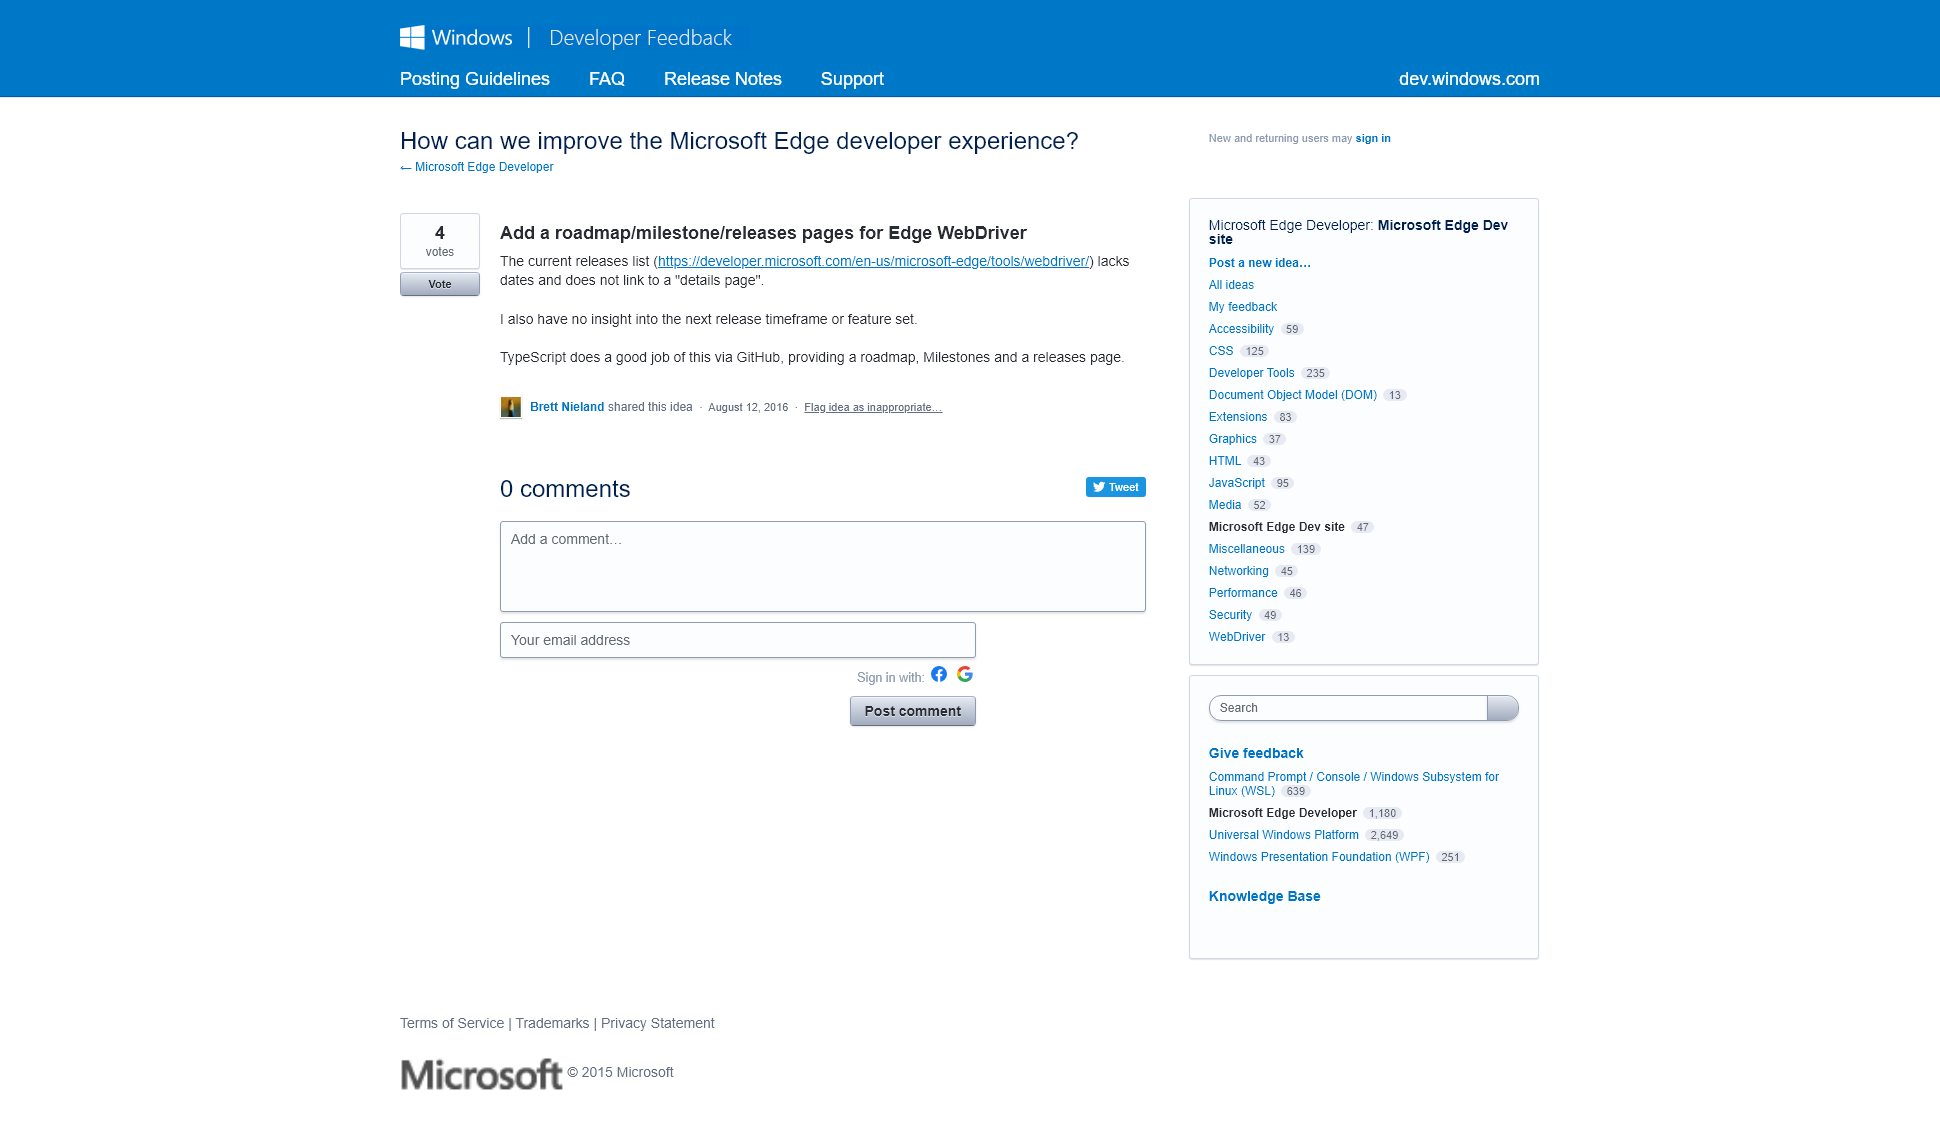 Windows | Developer Feedback
Posting Guidelines FAQ Release Notes Support dev.windows.com
How can we improve the Microsoft Edge developer experience?
← Microsoft Edge Developer
New and returning users may sign in
4
votes
Vote
Add a roadmap/milestone/releases pages for Edge WebDriver
The current releases list (https://developer.microsoft.com/en-us/microsoft-edge/tools/webdriver/) lacks
dates and does not link to a "details page".
I also have no insight into the next release timeframe or feature set.
TypeScript does a good job of this via GitHub, providing a roadmap, Milestones and a releases page.
Brett Nieland shared this idea · August 12, 2016 · Flag idea as inappropriate…
0 comments
Tweet
Add a comment…
Your email address
Sign in with:
Post comment
Microsoft Edge Developer: Microsoft Edge Dev
site
Post a new idea…
All ideas
My feedback
Accessibility 59
CSS 125
Developer Tools 235
Document Object Model (DOM) 13
Extensions 83
Graphics 37
HTML 43
JavaScript 95
Media 52
Microsoft Edge Dev site 47
Miscellaneous 139
Networking 45
Performance 46
Security 49
WebDriver 13
Search
Give feedback
Command Prompt / Console / Windows Subsystem for
Linux (WSL) 639
Microsoft Edge Developer 1,180
Universal Windows Platform 2,649
Windows Presentation Foundation (WPF) 251
Knowledge Base
Terms of Service | Trademarks | Privacy Statement
Microsoft © 2015 Microsoft